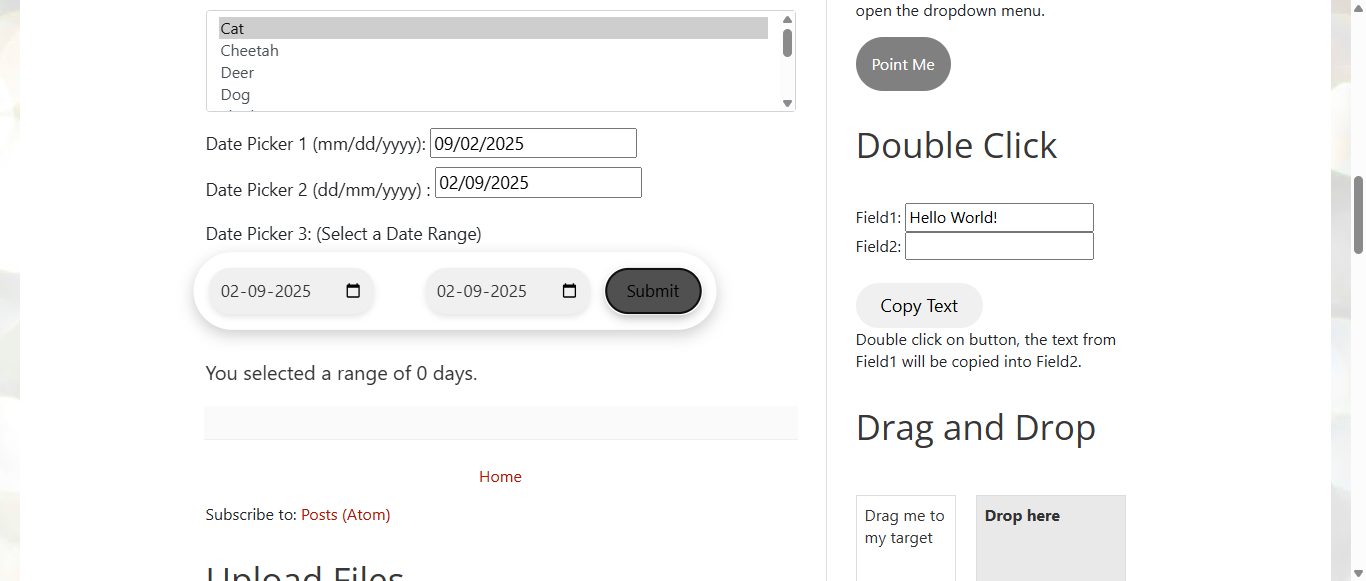 Cat
Cheetah
Deer
Dog
Date Picker 1 (mm/dd/yyyy): 09/02/2025
Date Picker 2 (dd/mm/yyyy) : 02/09/2025
Date Picker 3: (Select a Date Range)
02-09-2025 02-09-2025 Submit
You selected a range of 0 days.
Home
Subscribe to: Posts (Atom)
Upload Files
open the dropdown menu.
Point Me
Double Click
Field1: Hello World!
Field2:
Copy Text
Double click on button, the text from
Field1 will be copied into Field2.
Drag and Drop
Drag me to
my target
Drop here